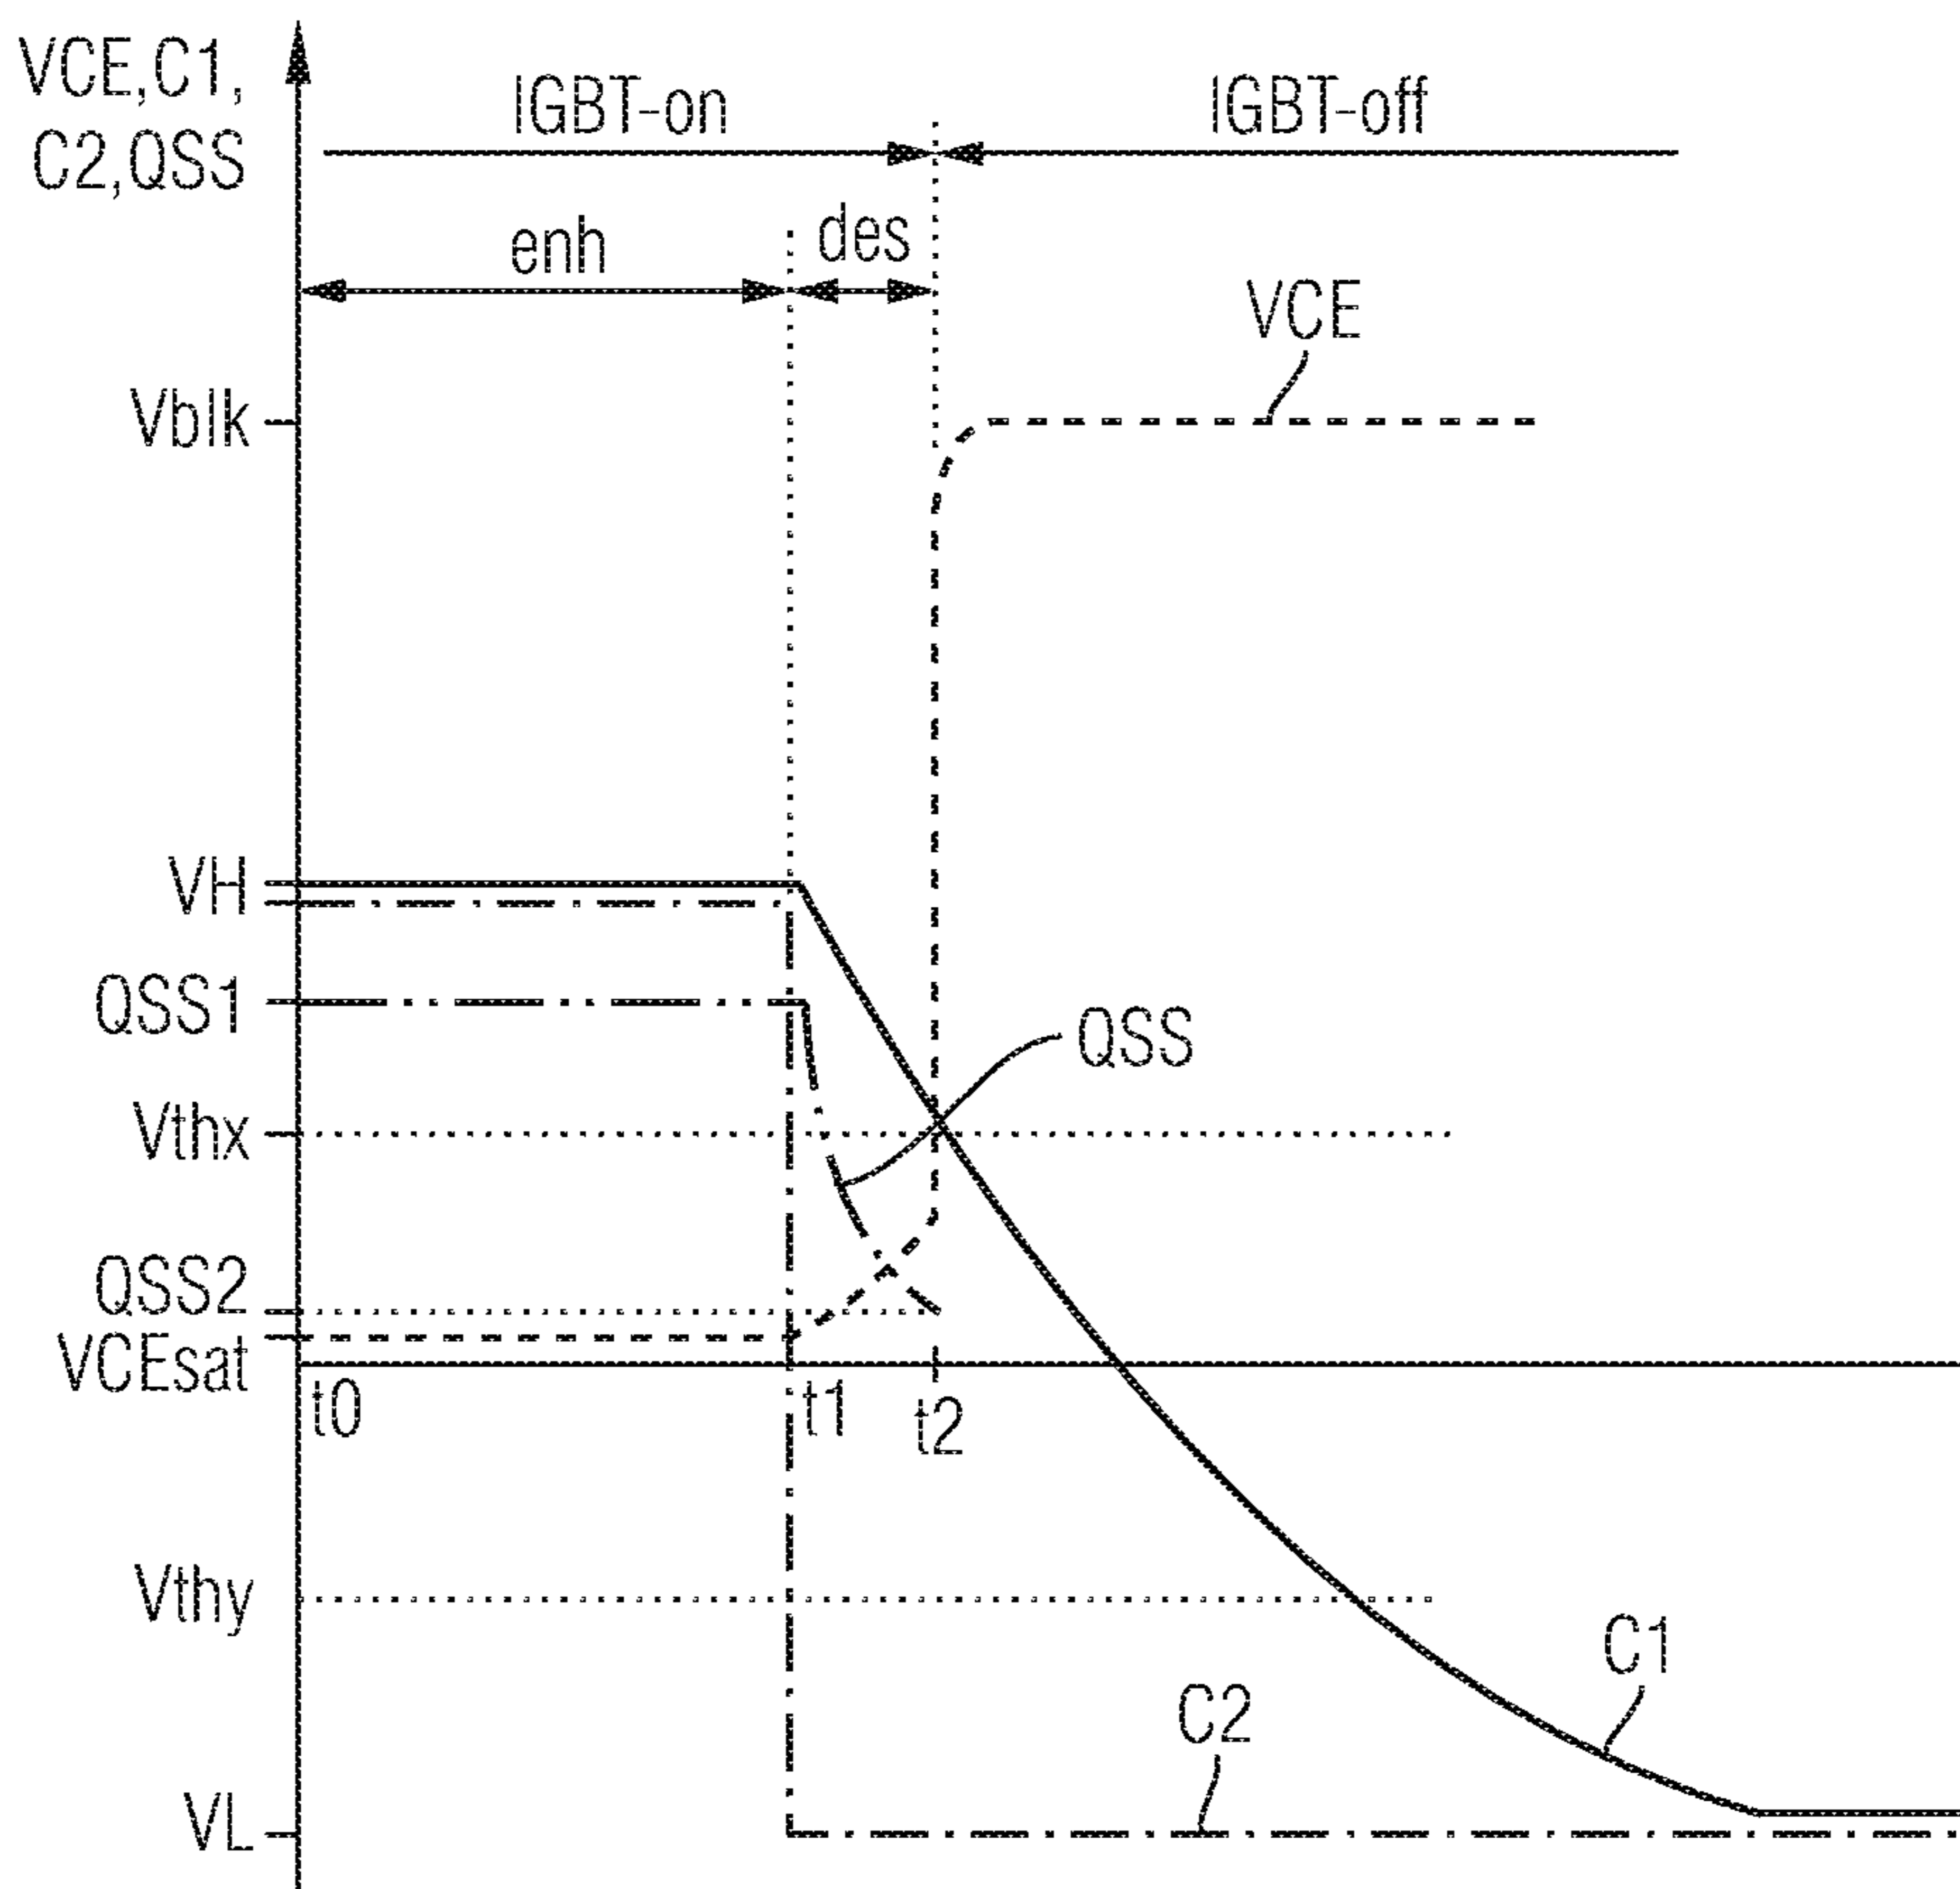 VCE,C1,
C2,QSS
IGBT-on
IGBT-off
enh
des
VCE
Vblk
VH
QSS1
QSS
Vthx
QSS2
VCEsat
t0
t1
t2
Vthy
C1
C2
VL